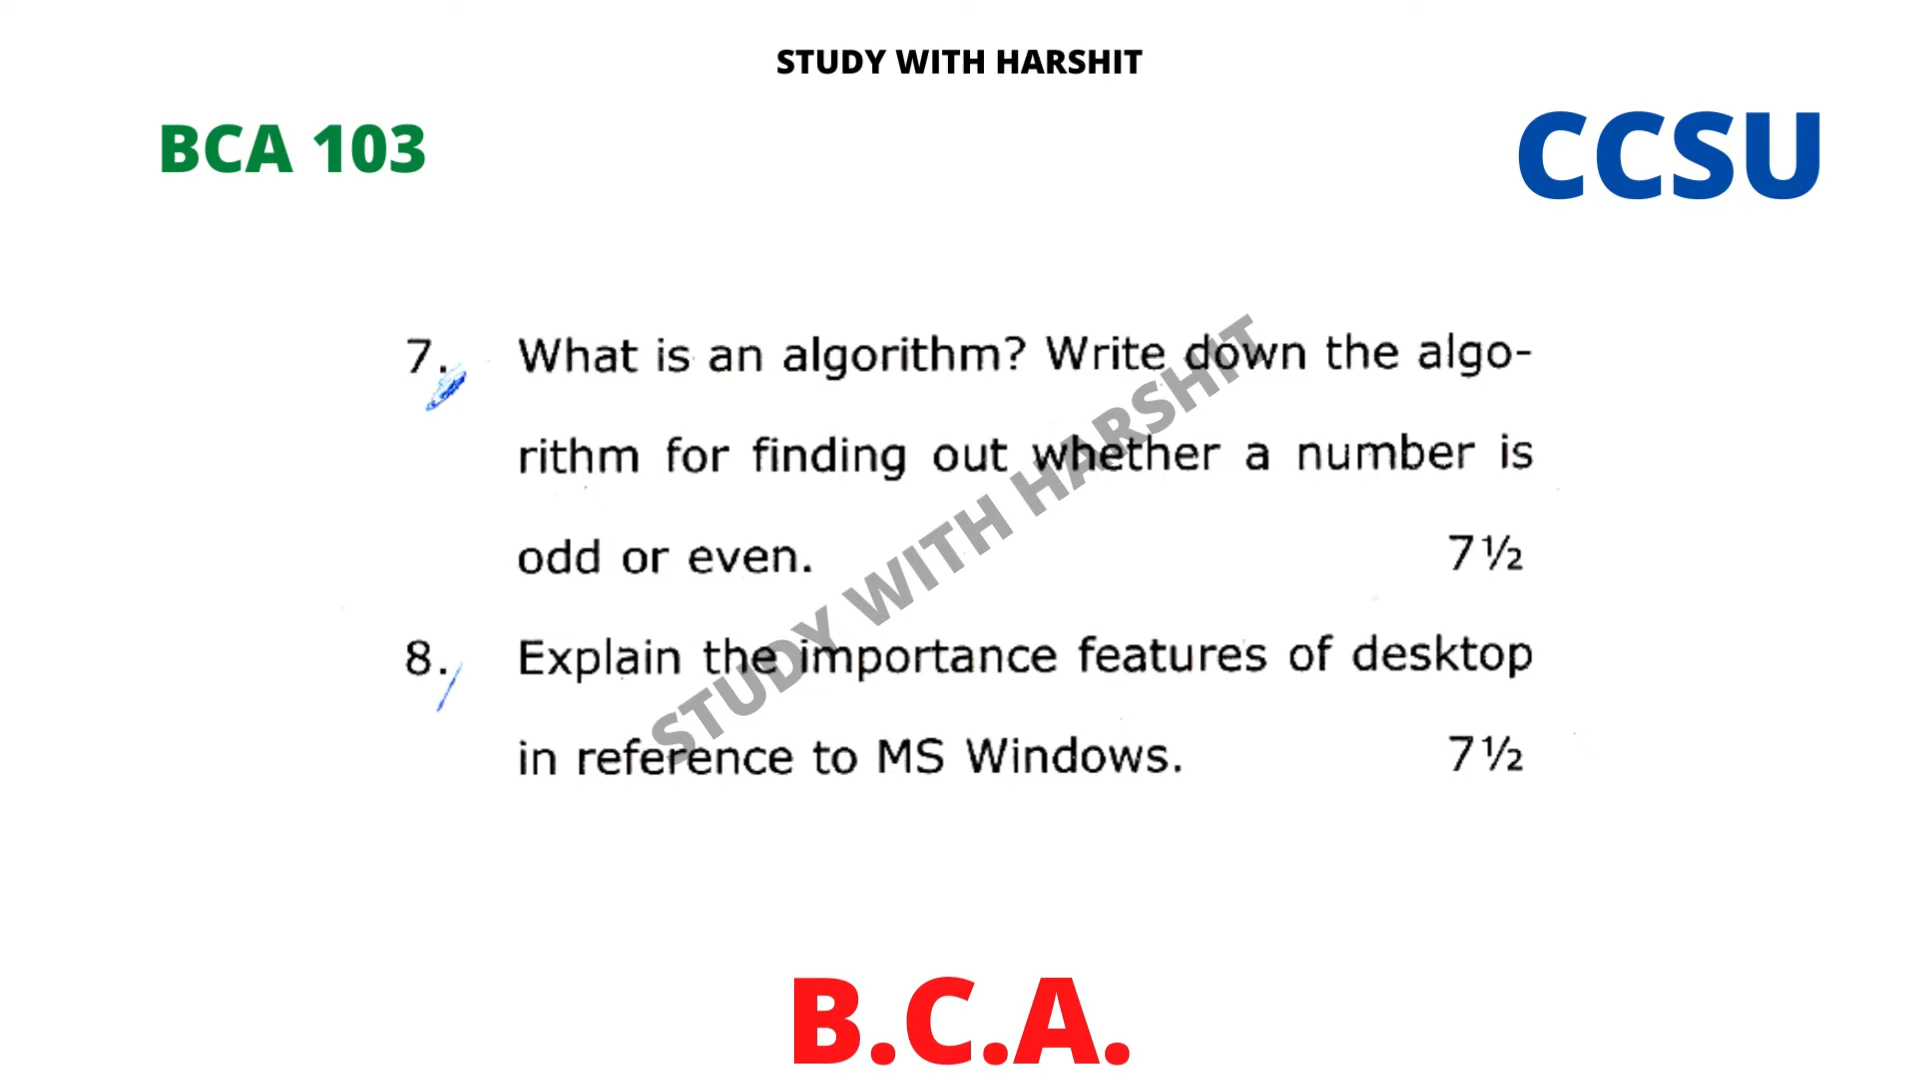 STUDY WITH HARSHIT
BCA 103
CCSU
7. What is an algorithm? Write down the algo-
rithm for finding out whether a number is
odd or even. 7½
8. Explain the importance features of desktop
in reference to MS Windows. 7½
STUDY WITH HARSHIT
B.C.A.